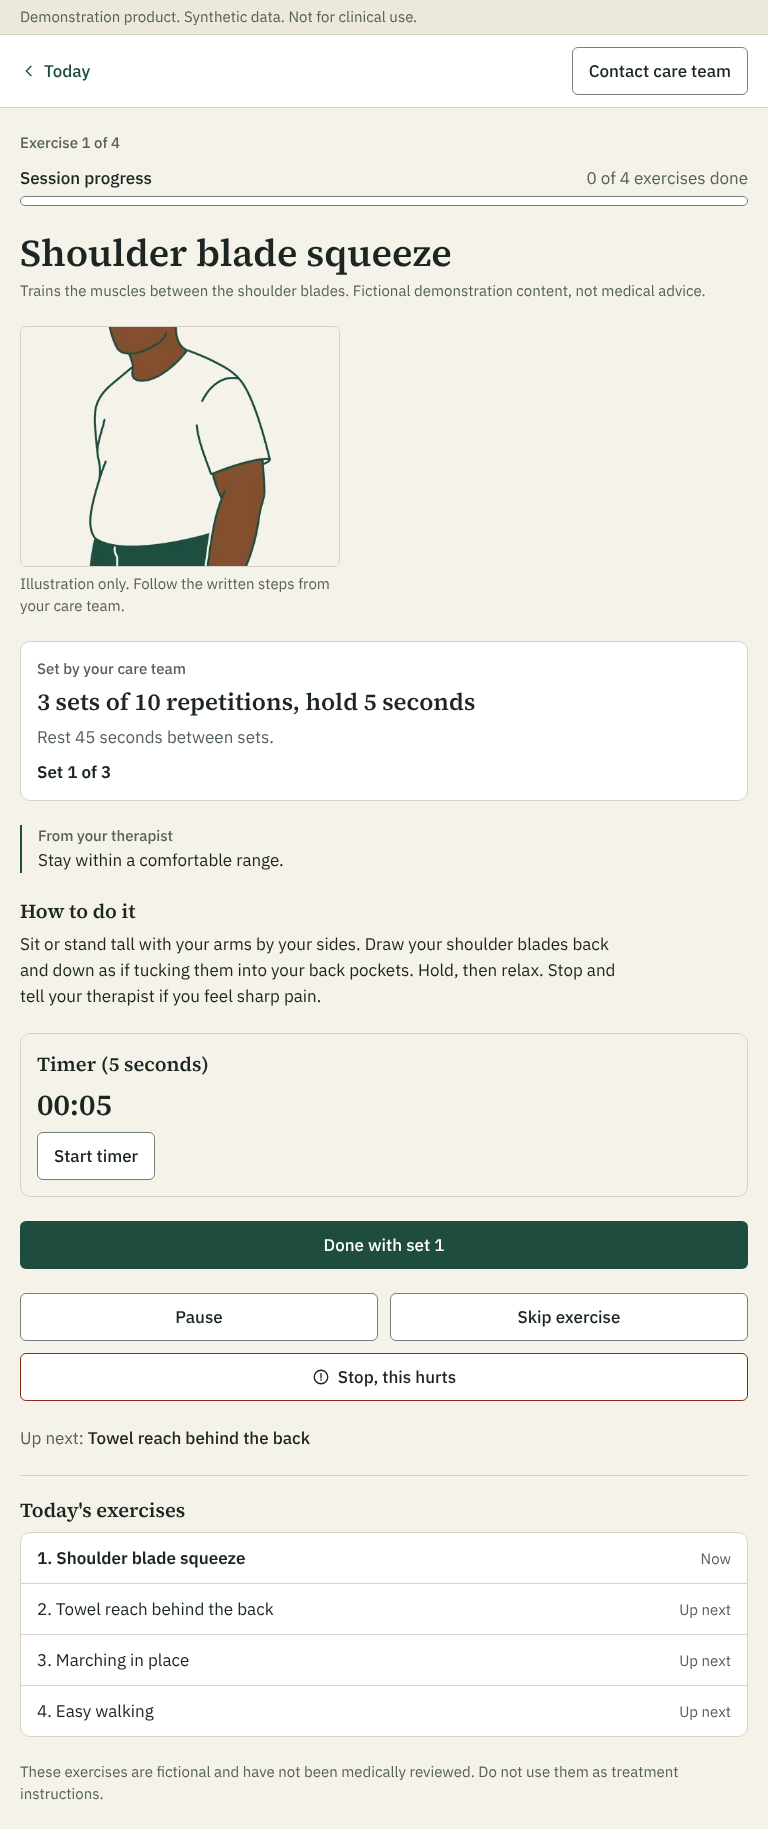 Demonstration product. Synthetic data. Not for clinical use.
Today
Contact care team
Exercise 1 of 4
Session progress
0 of 4 exercises done
Shoulder blade squeeze
Trains the muscles between the shoulder blades. Fictional demonstration content, not medical advice.
Illustration only. Follow the written steps from
your care team.
Set by your care team
3 sets of 10 repetitions, hold 5 seconds
Rest 45 seconds between sets.
Set 1 of 3
From your therapist
Stay within a comfortable range.
How to do it
Sit or stand tall with your arms by your sides. Draw your shoulder blades back
and down as if tucking them into your back pockets. Hold, then relax. Stop and
tell your therapist if you feel sharp pain.
Timer (5 seconds)
00:05
Start timer
Done with set 1
Pause
Skip exercise
Stop, this hurts
Up next: Towel reach behind the back
Today's exercises
1. Shoulder blade squeeze
Now
2. Towel reach behind the back
Up next
3. Marching in place
Up next
4. Easy walking
Up next
These exercises are fictional and have not been medically reviewed. Do not use them as treatment
instructions.